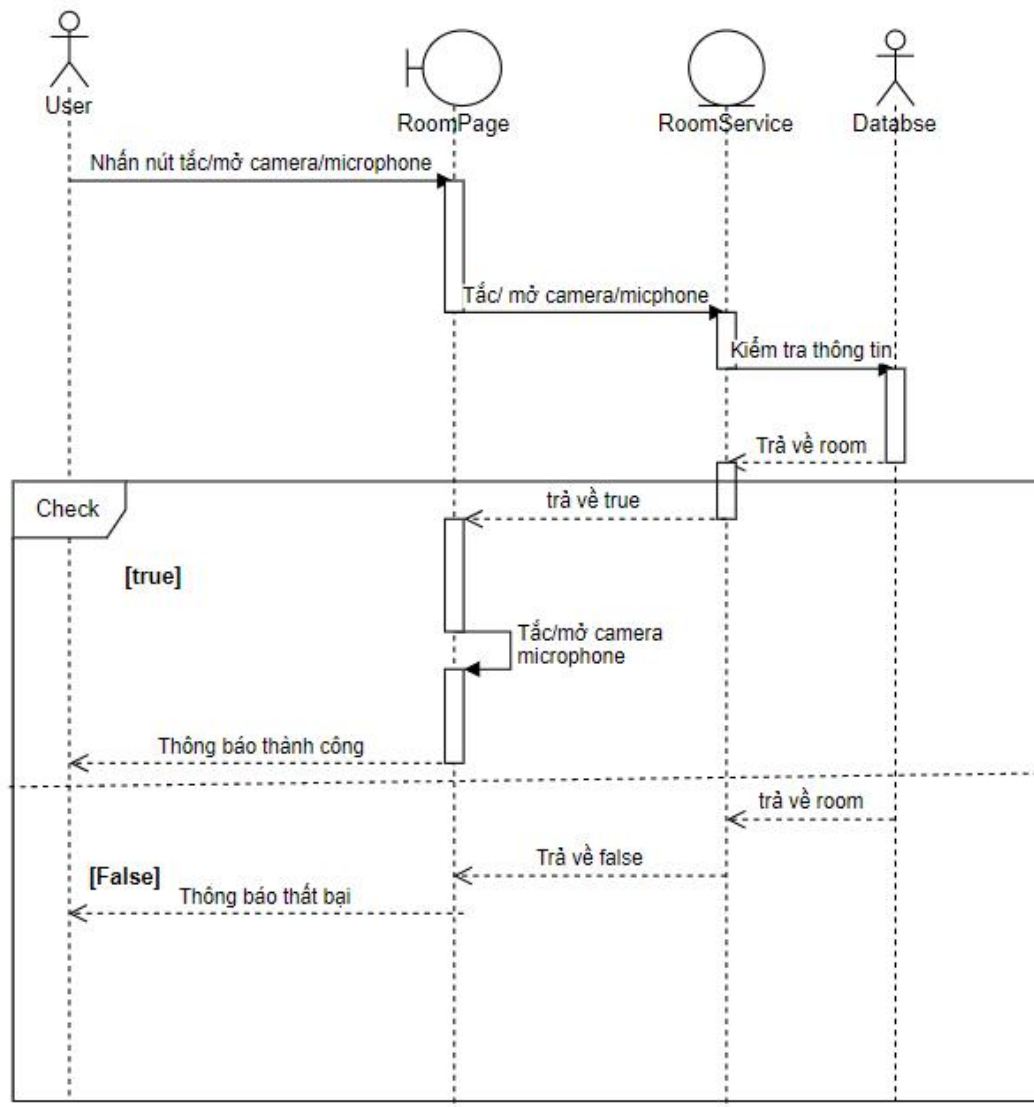 User
RoomPage
RoomService
Databse
Nhấn nút tắc/mở camera/microphone
Tắc/ mở camera/micphone
Kiểm tra thông tin
Trả về room
Check
trả về true
[true]
Tắc/mở camera
microphone
Thông báo thành công
trả về room
Trả về false
[False]
Thông báo thất bại